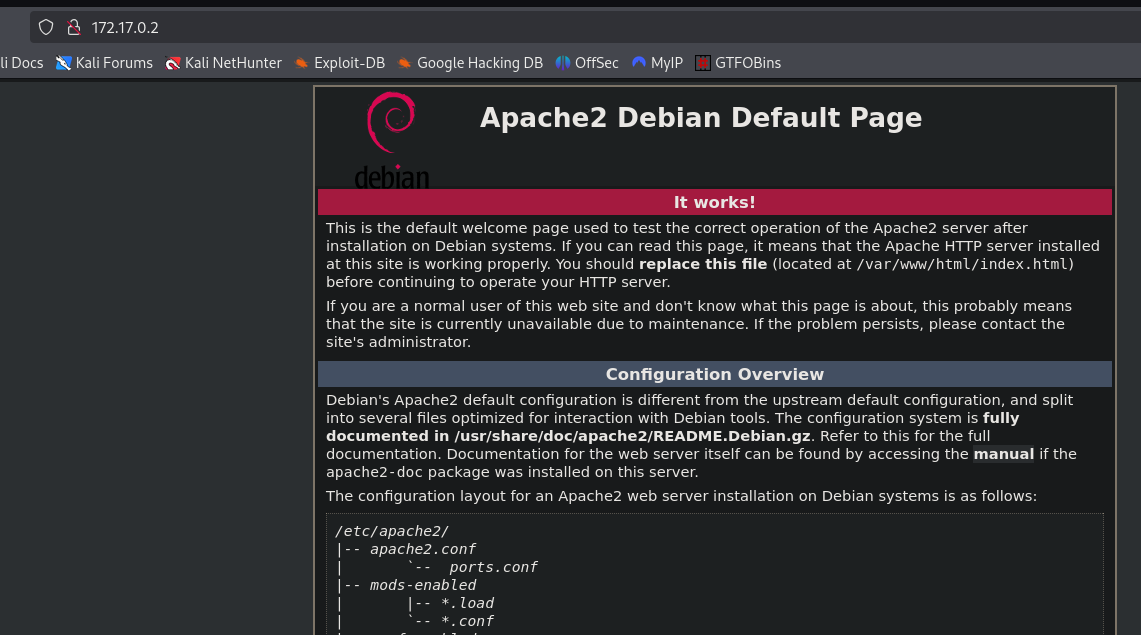 172.17.0.2
li Docs Kali Forums Kali NetHunter Exploit-DB Google Hacking DB OffSec MyIP GTFOBins
debian
Apache2 Debian Default Page
It works!
This is the default welcome page used to test the correct operation of the Apache2 server after
installation on Debian systems. If you can read this page, it means that the Apache HTTP server installed
at this site is working properly. You should replace this file (located at /var/www/html/index.html)
before continuing to operate your HTTP server.
If you are a normal user of this web site and don't know what this page is about, this probably means
that the site is currently unavailable due to maintenance. If the problem persists, please contact the
site's administrator.
Configuration Overview
Debian's Apache2 default configuration is different from the upstream default configuration, and split
into several files optimized for interaction with Debian tools. The configuration system is fully
documented in /usr/share/doc/apache2/README.Debian.gz. Refer to this for the full
documentation. Documentation for the web server itself can be found by accessing the manual if the
apache2-doc package was installed on this server.
The configuration layout for an Apache2 web server installation on Debian systems is as follows:
/etc/apache2/
|-- apache2.conf
|       `--  ports.conf
|-- mods-enabled
|       |-- *.load
|       `-- *.conf